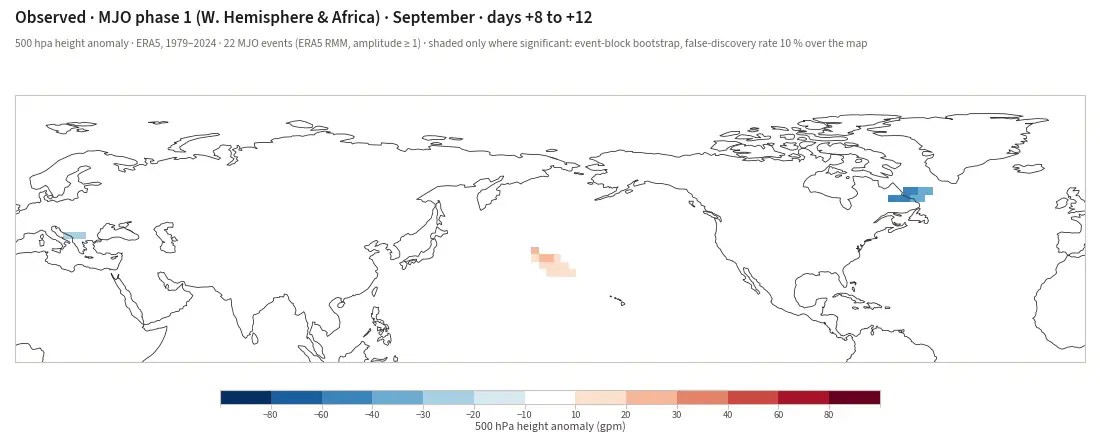 Observed · MJO phase 1 (W. Hemisphere & Africa) · September · days +8 to +12
500 hpa height anomaly · ERA5, 1979–2024 · 22 MJO events (ERA5 RMM, amplitude ≥ 1) · shaded only where significant: event-block bootstrap, false-discovery rate 10 % over the map
−80 −60 −40 −30 −20 −10 10 20 30 40 60 80
500 hPa height anomaly (gpm)